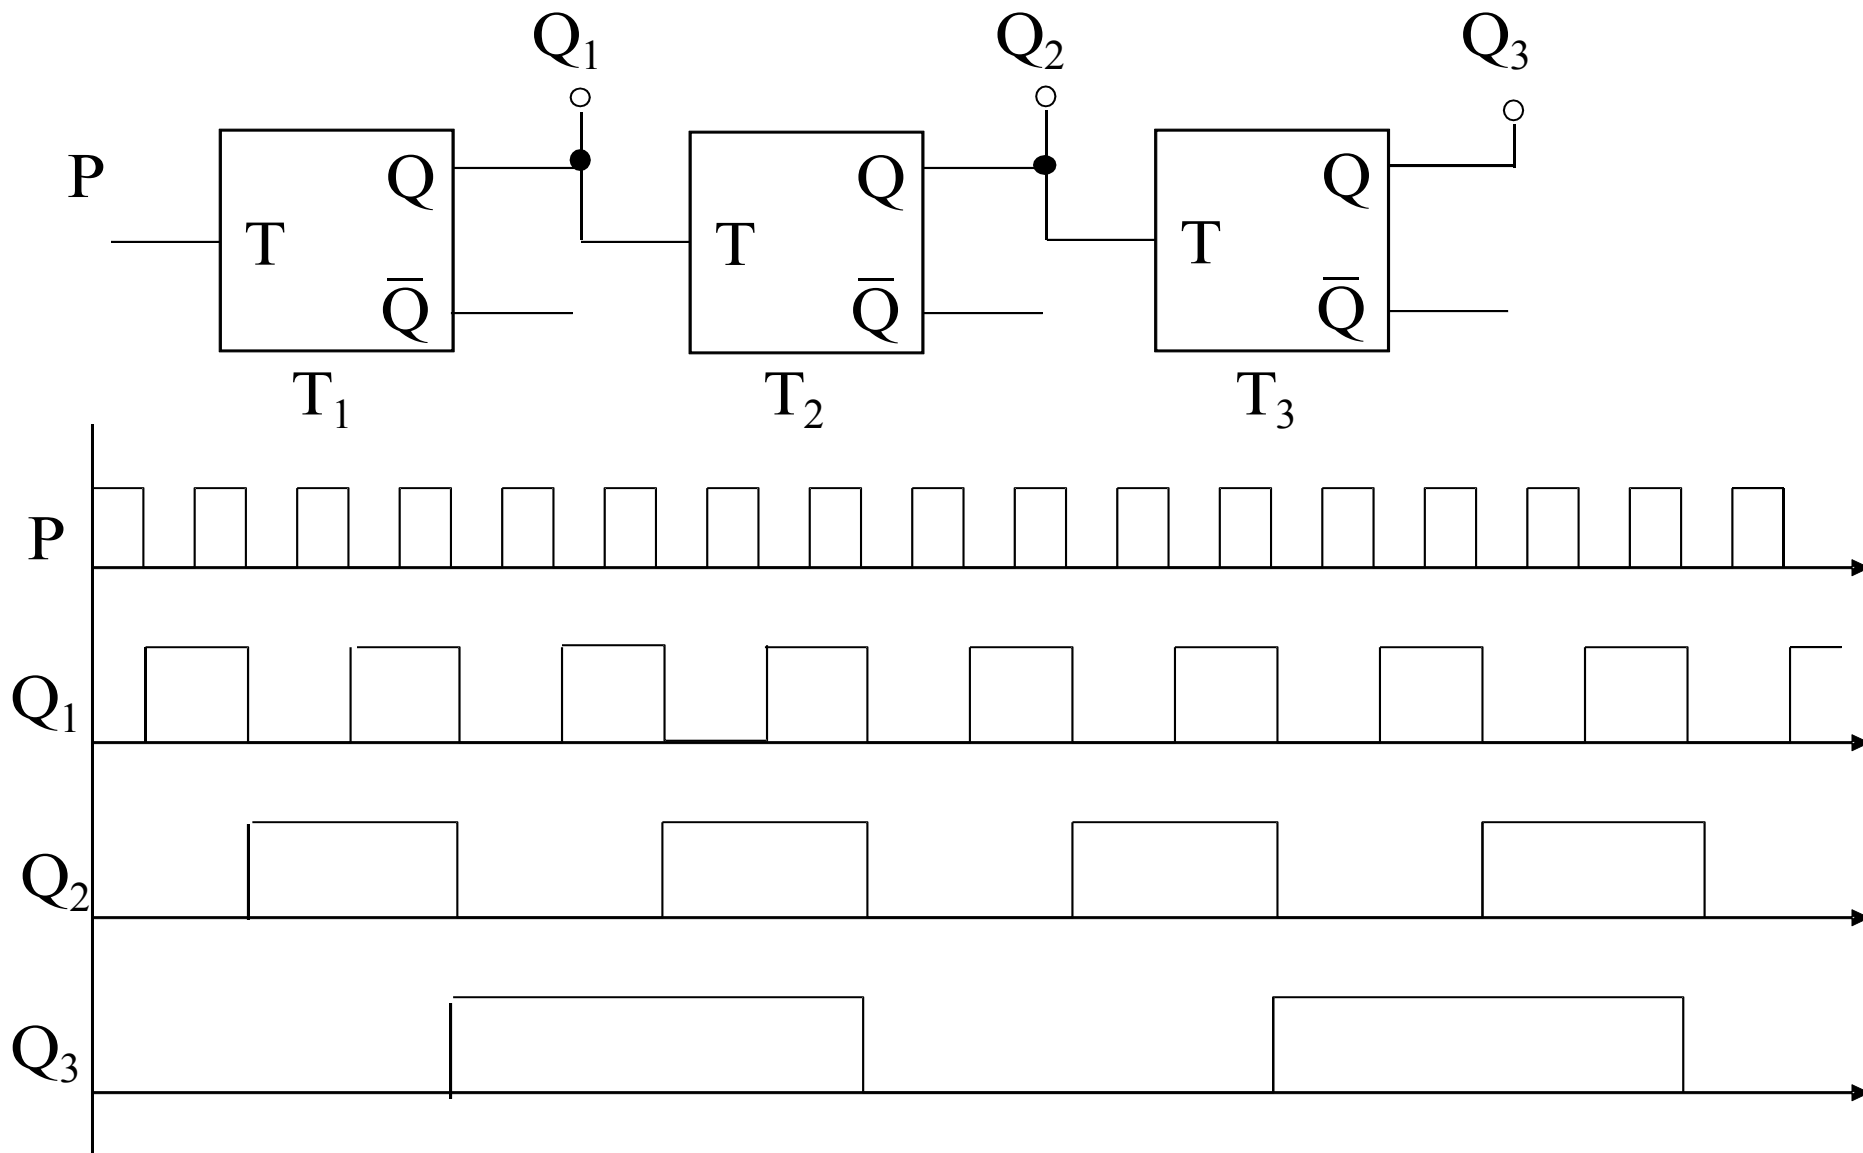 Q₁ Q₂ Q₃
P Q Q Q
T T T
Q̅ Q̅ Q̅
T₁ T₂ T₃
P
Q₁
Q₂
Q₃